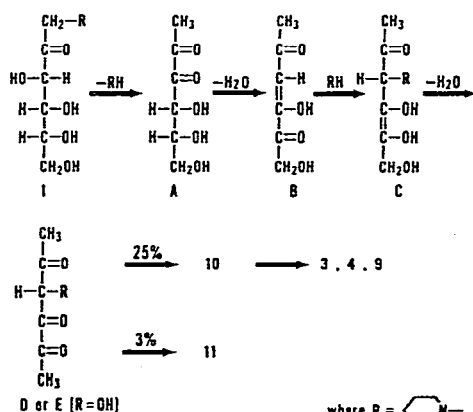 CH₂–R CH₃ CH₃ CH₃
C=O C=O C=O C=O
HO–C–H –RH C=O –H₂O C–H RH H–C–R –H₂O
H–C–OH H–C–OH C–OH C–OH
H–C–OH H–C–OH C=O C–OH
CH₂OH CH₂OH CH₂OH CH₂OH
1 A B C
CH₃
C=O 25% 10 3,4,9
H–C–R
C=O
C=O 3% 11
CH₃
D or E [R=OH] where R = N–